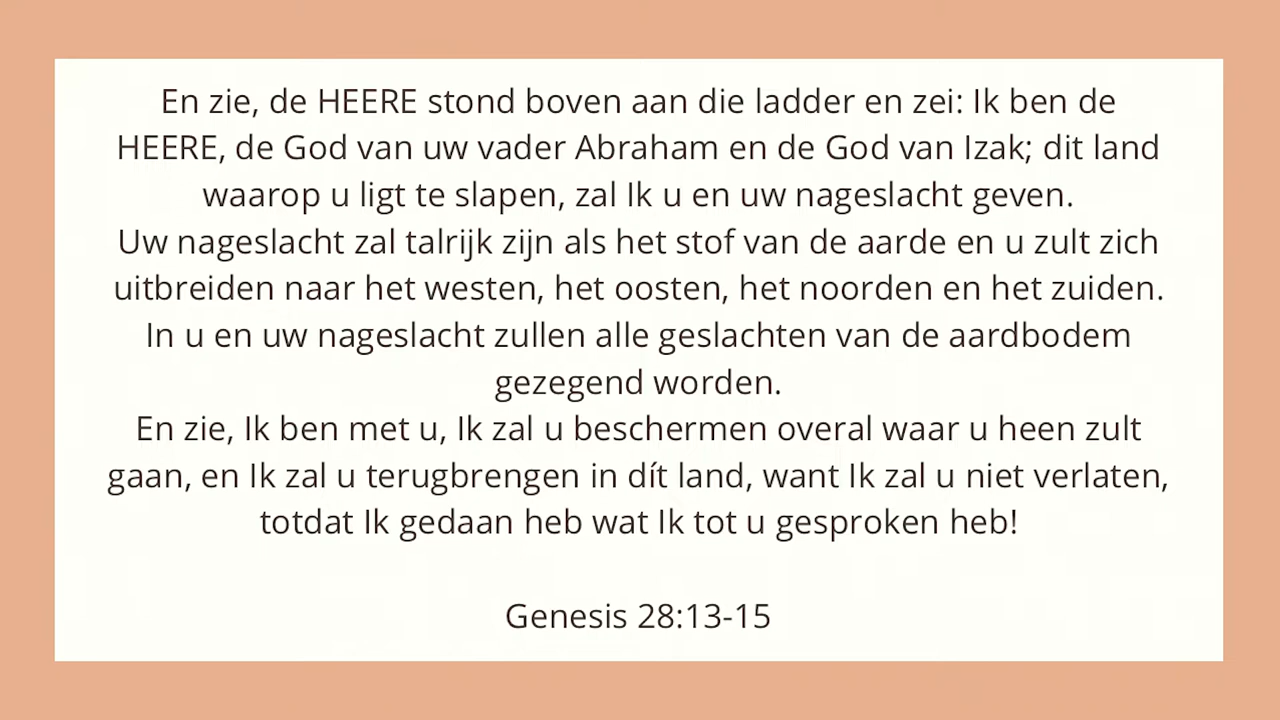 En zie, de HEERE stond boven aan die ladder en zei: Ik ben de
HEERE, de God van uw vader Abraham en de God van Izak; dit land
waarop u ligt te slapen, zal Ik u en uw nageslacht geven.
Uw nageslacht zal talrijk zijn als het stof van de aarde en u zult zich
uitbreiden naar het westen, het oosten, het noorden en het zuiden.
In u en uw nageslacht zullen alle geslachten van de aardbodem
gezegend worden.
En zie, Ik ben met u, Ik zal u beschermen overal waar u heen zult
gaan, en Ik zal u terugbrengen in dít land, want Ik zal u niet verlaten,
totdat Ik gedaan heb wat Ik tot u gesproken heb!
Genesis 28:13-15